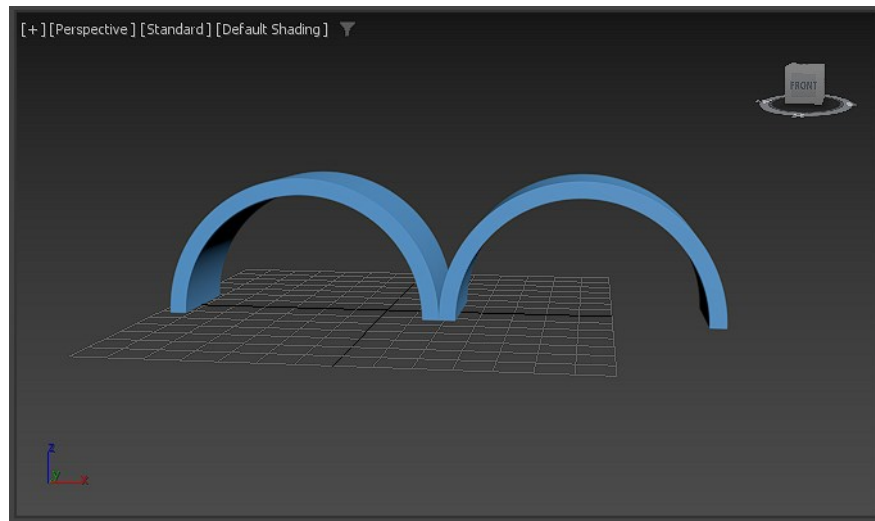 [+] [Perspective ] [Standard ] [Default Shading ]
FRONT
z
y
x